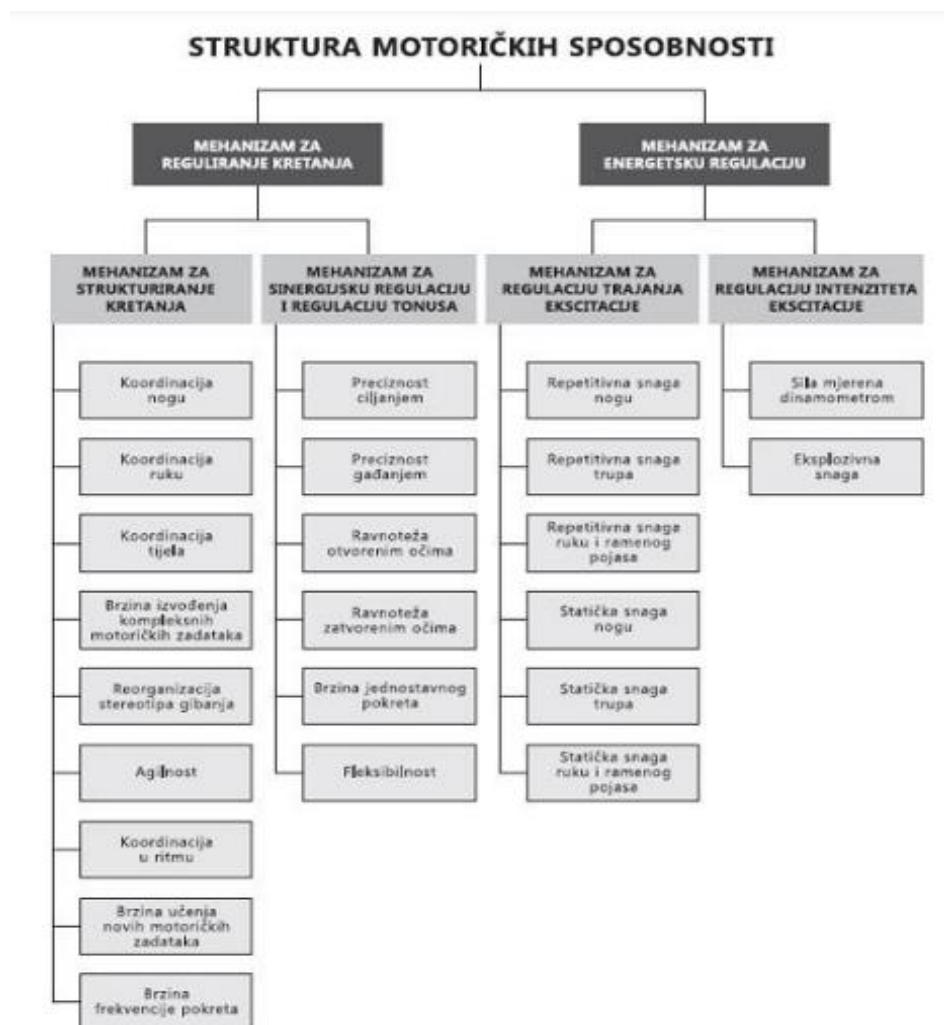 STRUKTURA MOTORIČKIH SPOSOBNOSTI
MEHANIZAM ZA
REGULIRANJE KRETANJA
MEHANIZAM ZA
ENERGETSKU REGULACIJU
MEHANIZAM ZA
STRUKTURIRANJE
KRETANJA
MEHANIZAM ZA
SINERGIJSKU REGULACIJU
I REGULACIJU TONUSA
MEHANIZAM ZA
REGULACIJU TRAJANJA
EKSCITACIJE
MEHANIZAM ZA
REGULACIJU INTENZITETA
EKSCITACIJE
Koordinacija
nogu
Koordinacija
ruku
Koordinacija
tijela
Brzina izvođenja
kompleksnih
motoričkih zadataka
Reorganizacija
stereotipa gibanja
Agilnost
Koordinacija
u ritmu
Brzina učenja
novih motoričkih
zadataka
Brzina
frekvencije pokreta
Preciznost
ciljanjem
Preciznost
gađanjem
Ravnoteža
otvorenim očima
Ravnoteža
zatvorenim očima
Brzina jednostavnog
pokreta
Fleksibilnost
Repetitivna snaga
nogu
Repetitivna snaga
trupa
Repetitivna snaga
ruku i ramenog
pojasa
Statička snaga
nogu
Statička snaga
trupa
Statička snaga
ruku i ramenog
pojasa
Sila mjerena
dinamometrom
Eksplozivna
snaga